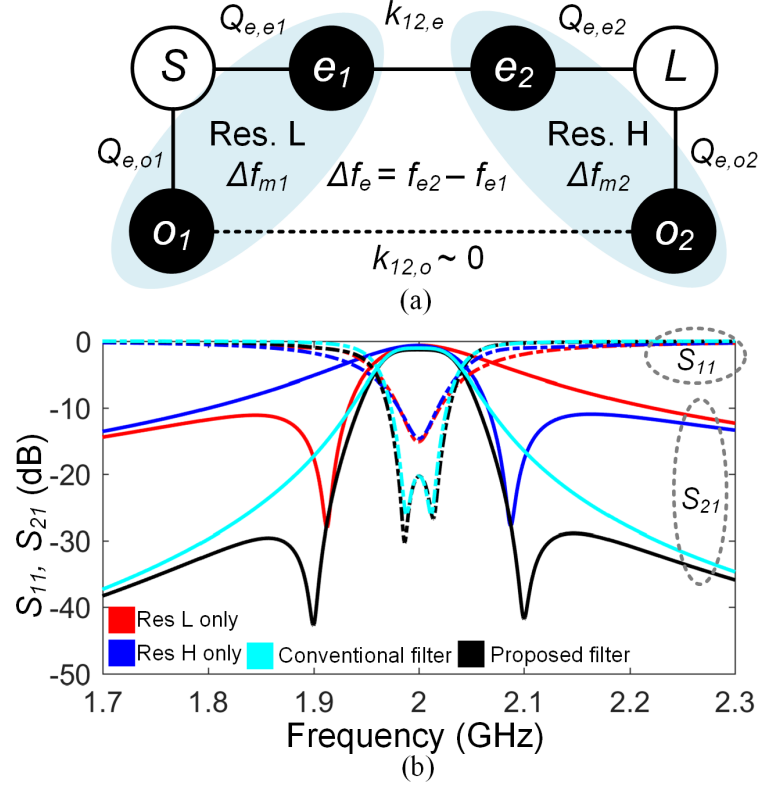 Q_{e,e1} k_{12,e} Q_{e,e2}
S e_1 e_2 L
Q_{e,o1} Res. L Res. H Q_{e,o2}
Δf_{m1} Δf_e = f_{e2} – f_{e1} Δf_{m2}
o_1 o_2
k_{12,o} ~ 0
(a)
0
S_{11}
-10
S_{21}
-20
-30
-40
-50
S_{11}, S_{21} (dB)
Res L only
Res H only Conventional filter Proposed filter
1.7 1.8 1.9 2 2.1 2.2 2.3
Frequency (GHz)
(b)